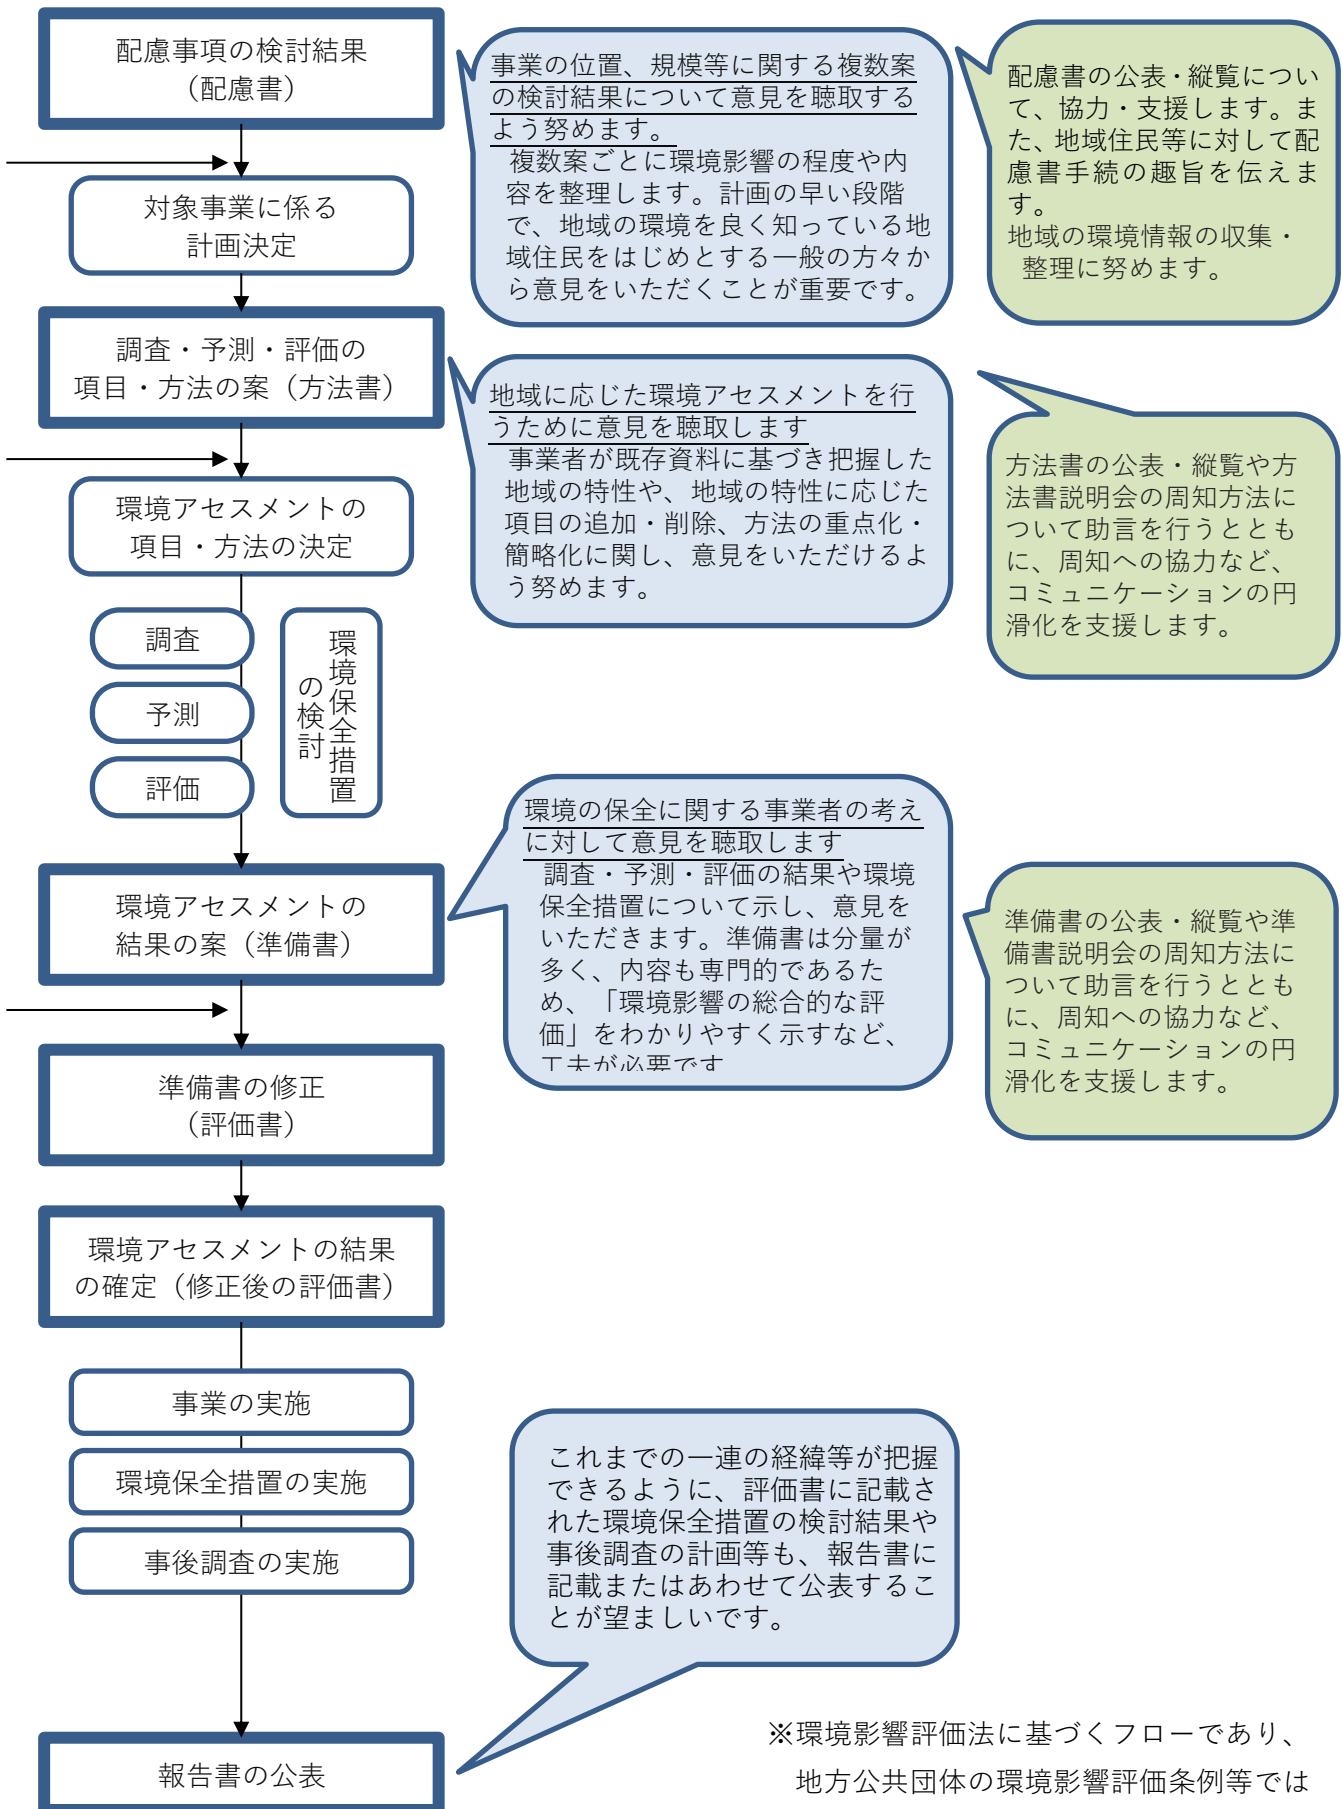 配慮事項の検討結果
（配慮書）
事業の位置、規模等に関する複数案
の検討結果について意見を聴取する
よう努めます。
複数案ごとに環境影響の程度や内
容を整理します。計画の早い段階
で、地域の環境を良く知っている地
域住民をはじめとする一般の方々か
ら意見をいただくことが重要です。
配慮書の公表・縦覧につい
て、協力・支援します。ま
た、地域住民等に対して配
慮書手続の趣旨を伝えま
す。
地域の環境情報の収集・
整理に努めます。
対象事業に係る
計画決定
調査・予測・評価の
項目・方法の案（方法書）
地域に応じた環境アセスメントを行
うために意見を聴取します
事業者が既存資料に基づき把握した
地域の特性や、地域の特性に応じた
項目の追加・削除、方法の重点化・
簡略化に関し、意見をいただけるよ
う努めます。
方法書の公表・縦覧や方
法書説明会の周知方法に
ついて助言を行うととも
に、周知への協力など、
コミュニケーションの円
滑化を支援します。
環境アセスメントの
項目・方法の決定
調査
予測
評価
環境保全措置
の検討
環境アセスメントの
結果の案（準備書）
環境の保全に関する事業者の考え
に対して意見を聴取します
調査・予測・評価の結果や環境
保全措置について示し、意見を
いただきます。準備書は分量が
多く、内容も専門的であるた
め、「環境影響の総合的な評
価」をわかりやすく示すなど、
工夫が必要です
準備書の公表・縦覧や準
備書説明会の周知方法に
ついて助言を行うととも
に、周知への協力など、
コミュニケーションの円
滑化を支援します。
準備書の修正
（評価書）
環境アセスメントの結果
の確定（修正後の評価書）
事業の実施
環境保全措置の実施
事後調査の実施
これまでの一連の経緯等が把握
できるように、評価書に記載さ
れた環境保全措置の検討結果や
事後調査の計画等も、報告書に
記載またはあわせて公表するこ
とが望ましいです。
報告書の公表
※環境影響評価法に基づくフローであり、
地方公共団体の環境影響評価条例等では